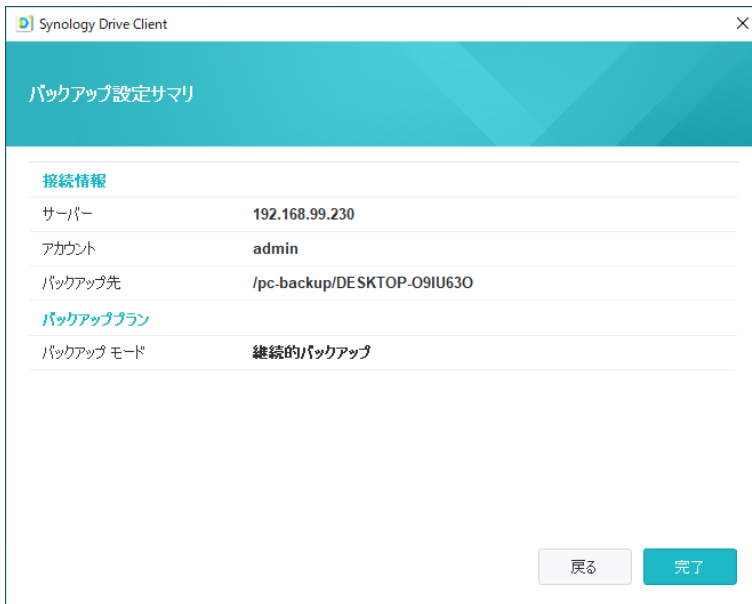 Synology Drive Client
バックアップ設定サマリ
接続情報
サーバー 192.168.99.230
アカウント admin
バックアップ先 /pc-backup/DESKTOP-O9IU63O
バックアッププラン
バックアップ モード 継続的バックアップ
戻る 完了